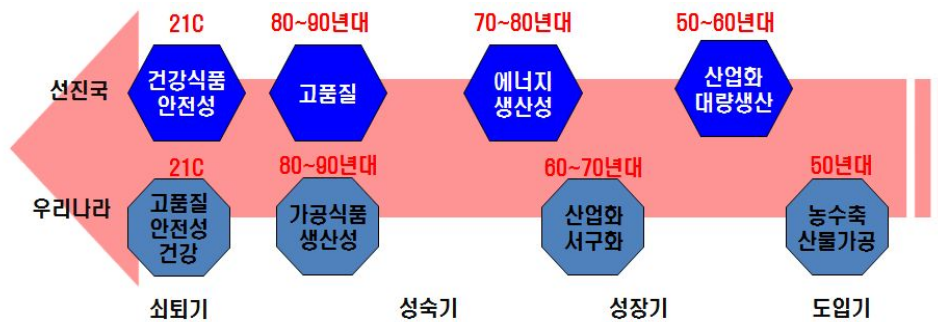 21C
80~90년대
70~80년대
50~60년대
선진국
건강식품
안전성
고품질
에너지
생산성
산업화
대량생산
21C
80~90년대
60~70년대
50년대
우리나라
고품질
안전성
건강
가공식품
생산성
산업화
서구화
농수축
산물가공
쇠퇴기
성숙기
성장기
도입기